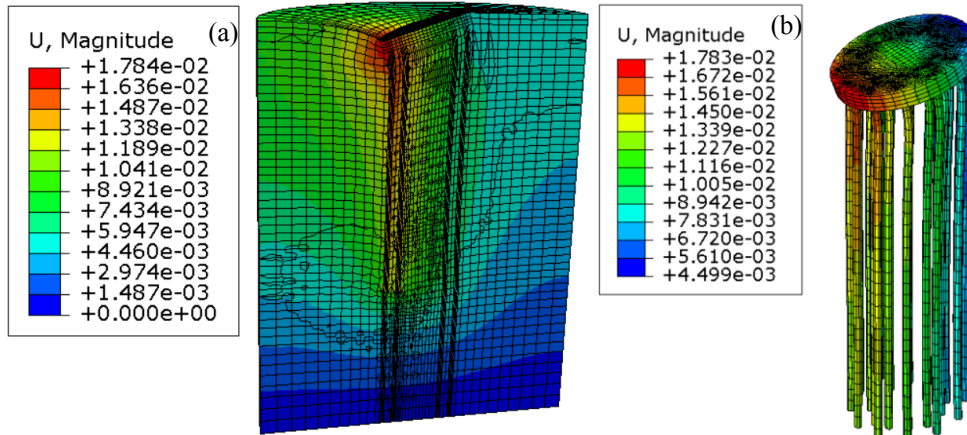 (a)
U, Magnitude
+1.784e-02
+1.636e-02
+1.487e-02
+1.338e-02
+1.189e-02
+1.041e-02
+8.921e-03
+7.434e-03
+5.947e-03
+4.460e-03
+2.974e-03
+1.487e-03
+0.000e+00
(b)
U, Magnitude
+1.783e-02
+1.672e-02
+1.561e-02
+1.450e-02
+1.339e-02
+1.227e-02
+1.116e-02
+1.005e-02
+8.942e-03
+7.831e-03
+6.720e-03
+5.610e-03
+4.499e-03